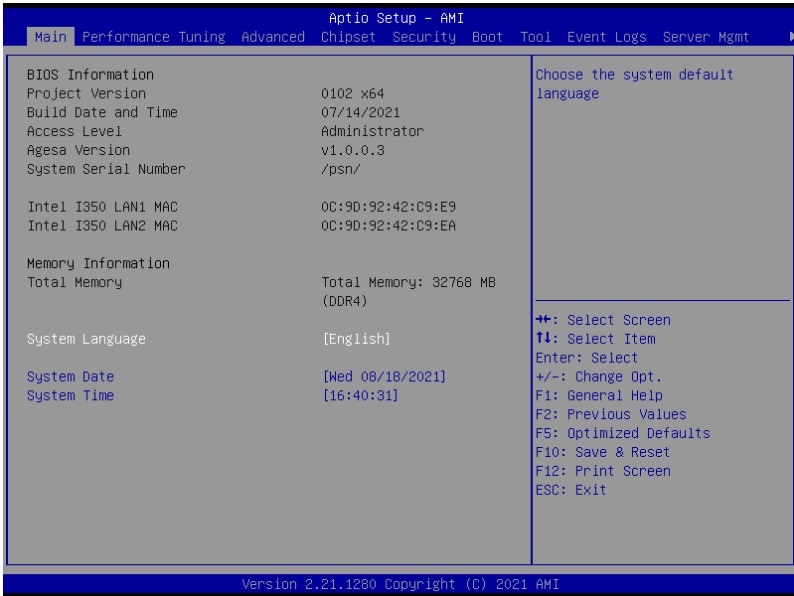 Aptio Setup – AMI
Main Performance Tuning Advanced Chipset Security Boot Tool Event Logs Server Mgmt
BIOS Information
Project Version 0102 x64
Build Date and Time 07/14/2021
Access Level Administrator
Agesa Version v1.0.0.3
System Serial Number /psn/
Intel I350 LAN1 MAC 0C:9D:92:42:C9:E9
Intel I350 LAN2 MAC 0C:9D:92:42:C9:EA
Memory Information
Total Memory Total Memory: 32768 MB
(DDR4)
System Language [English]
System Date [Wed 08/18/2021]
System Time [16:40:31]
Choose the system default
language
→←: Select Screen
↑↓: Select Item
Enter: Select
+/-: Change Opt.
F1: General Help
F2: Previous Values
F5: Optimized Defaults
F10: Save & Reset
F12: Print Screen
ESC: Exit
Version 2.21.1280 Copyright (C) 2021 AMI